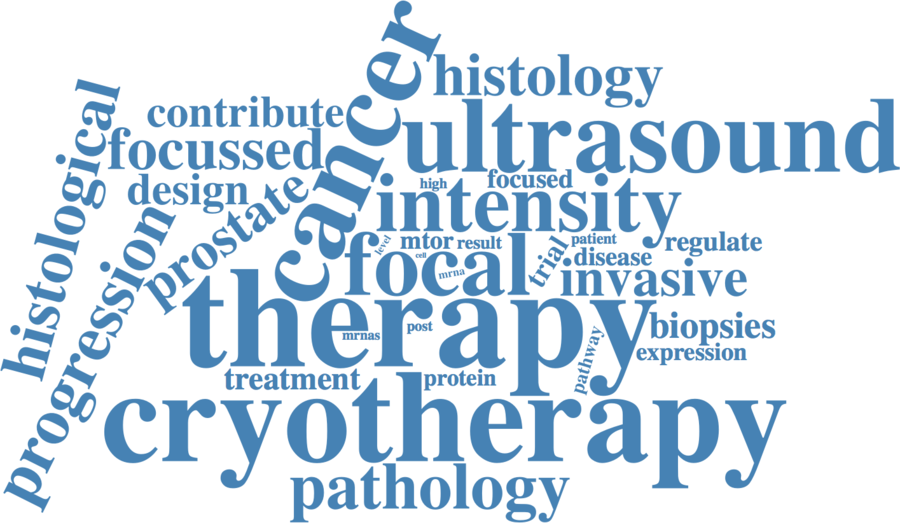 cancer
histology
histological
contribute
ultrasound
focussed
high
focused
design
prostate
intensity
progression
level
mtor
result
trial
patient
regulate
cell
focal
mrna
disease
invasive
therapy
mrnas
post
pathway
biopsies
expression
treatment
protein
cryotherapy
pathology